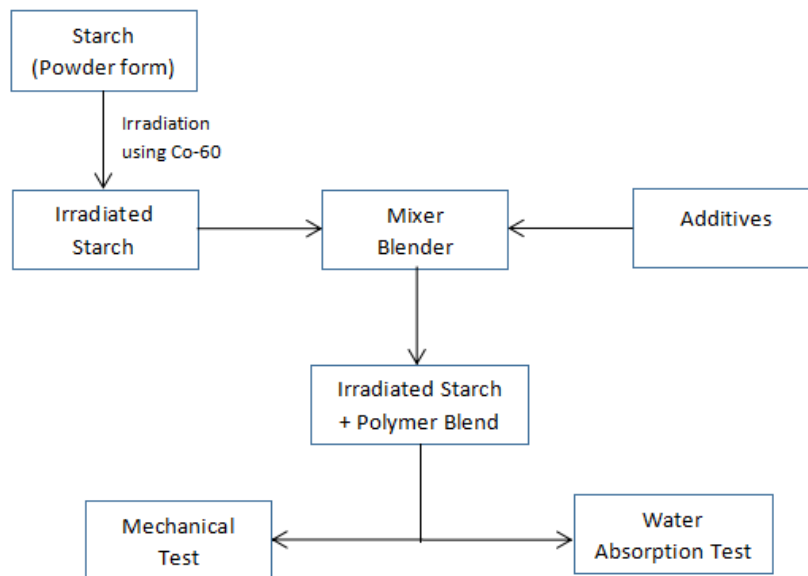 Starch
(Powder form)
Irradiation
using Co-60
Irradiated
Starch
Mixer
Blender
Additives
Irradiated Starch
+ Polymer Blend
Mechanical
Test
Water
Absorption Test